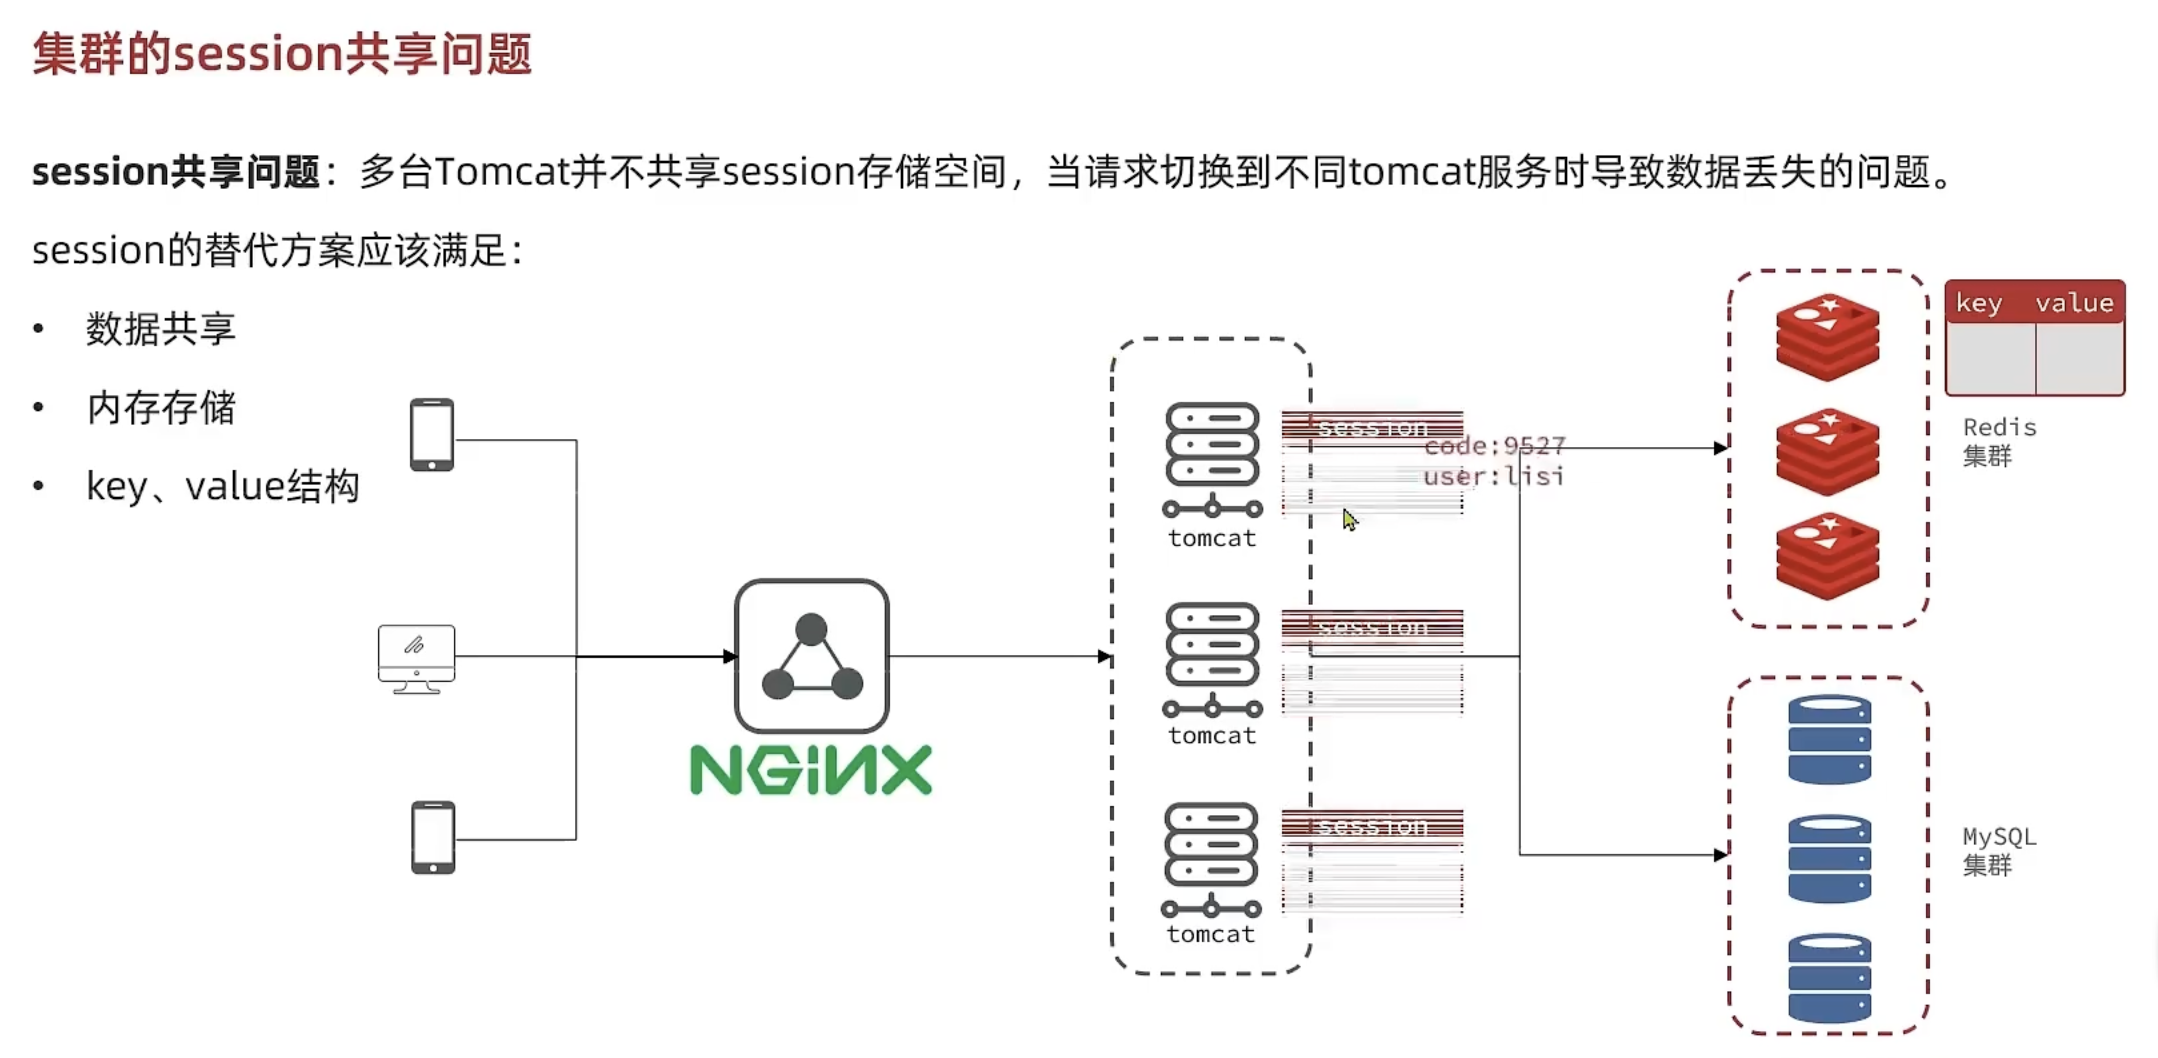 集群的session共享问题
session共享问题：多台Tomcat并不共享session存储空间，当请求切换到不同tomcat服务时导致数据丢失的问题。
session的替代方案应该满足：
• 数据共享
• 内存存储
• key、value结构
NGINX
session
code:9527
user:lisi
tomcat
session
tomcat
session
tomcat
key value
Redis
集群
MySQL
集群